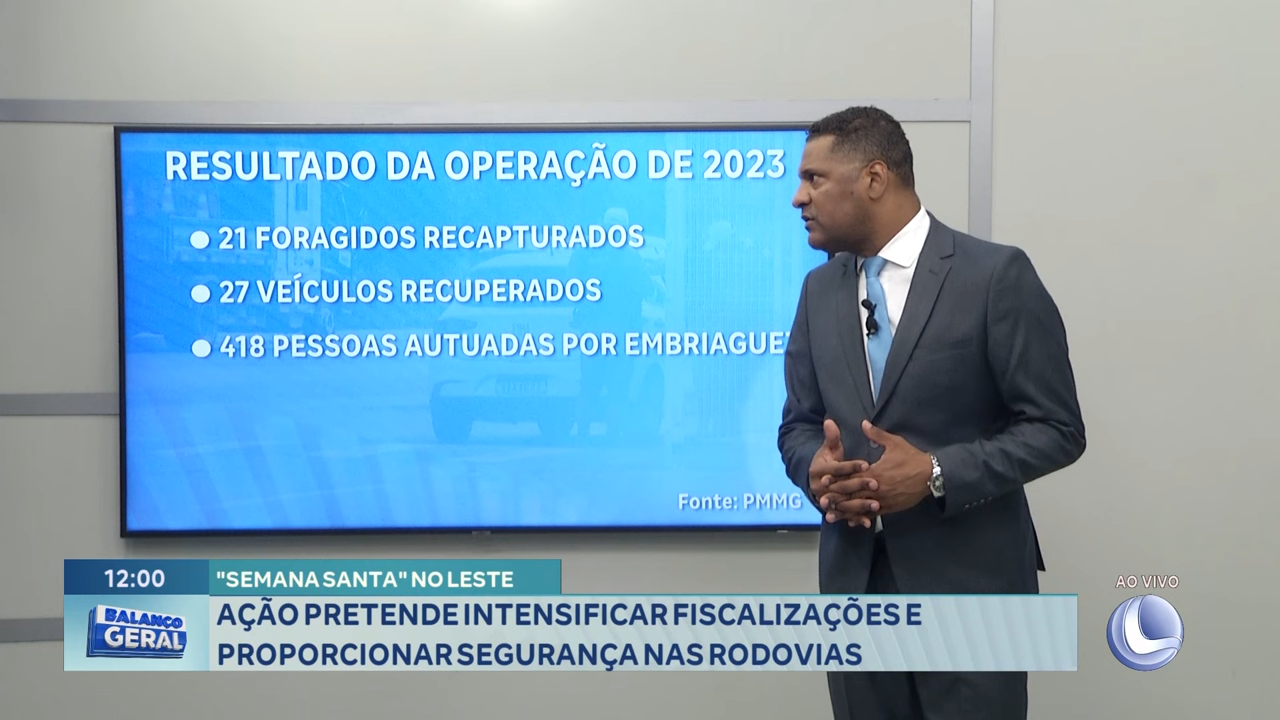 RESULTADO DA OPERAÇÃO DE 2023
21 FORAGIDOS RECAPTURADOS
27 VEÍCULOS RECUPERADOS
418 PESSOAS AUTUADAS POR
Fonte: PMMG
12:00
"SEMANA SANTA" NO LESTE
BALANÇO
GERAL
AÇÃO PRETENDE INTENSIFICAR FISCALIZAÇÕES E
PROPORCIONAR SEGURANÇA NAS RODOVIAS
AO VIVO